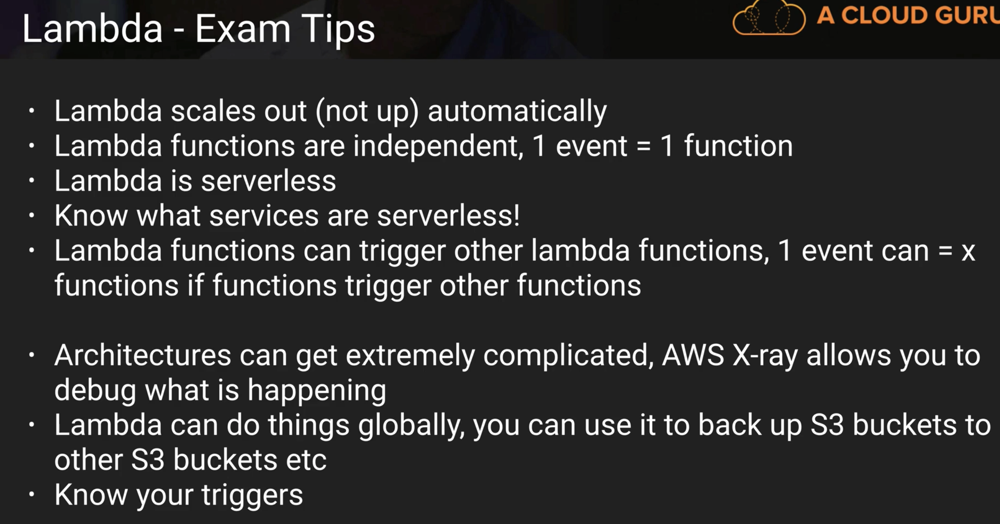 Lambda - Exam Tips
A CLOUD GURU
· Lambda scales out (not up) automatically
· Lambda functions are independent, 1 event = 1 function
· Lambda is serverless
· Know what services are serverless!
· Lambda functions can trigger other lambda functions, 1 event can = x
functions if functions trigger other functions
· Architectures can get extremely complicated, AWS X-ray allows you to
debug what is happening
· Lambda can do things globally, you can use it to back up S3 buckets to
other S3 buckets etc
· Know your triggers